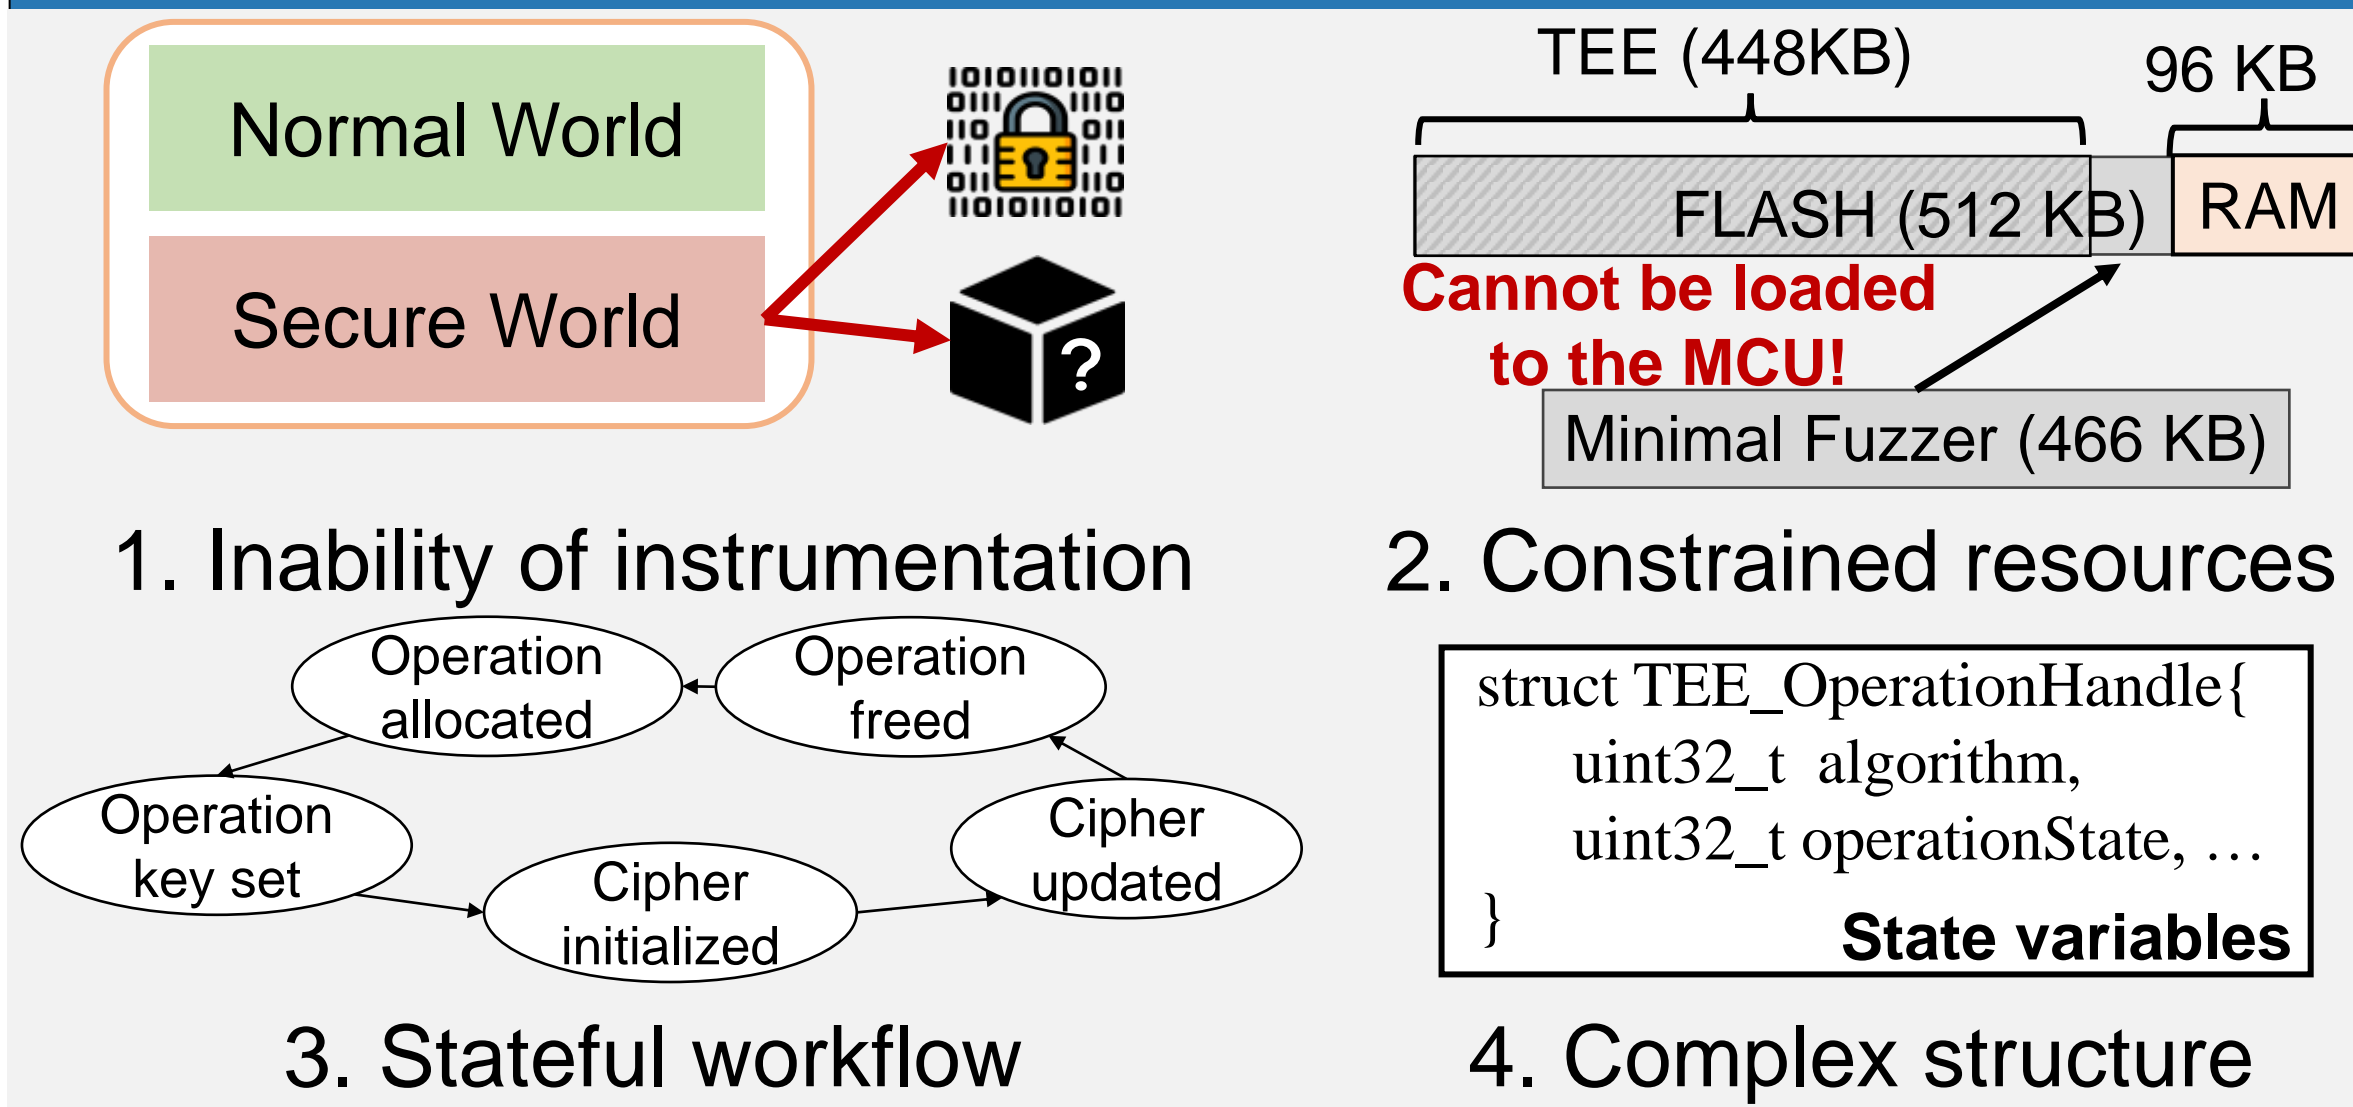 Normal World
Secure World
1010110101
?
1. Inability of instrumentation
TEE (448KB)
96 KB
FLASH (512 KB)
RAM
Cannot be loaded
to the MCU!
Minimal Fuzzer (466 KB)
2. Constrained resources
Operation
allocated
Operation
freed
Operation
key set
Cipher
initialized
Cipher
updated
3. Stateful workflow
struct TEE_OperationHandle{
uint32_t algorithm,
uint32_t operationState, …
}
State variables
4. Complex structure